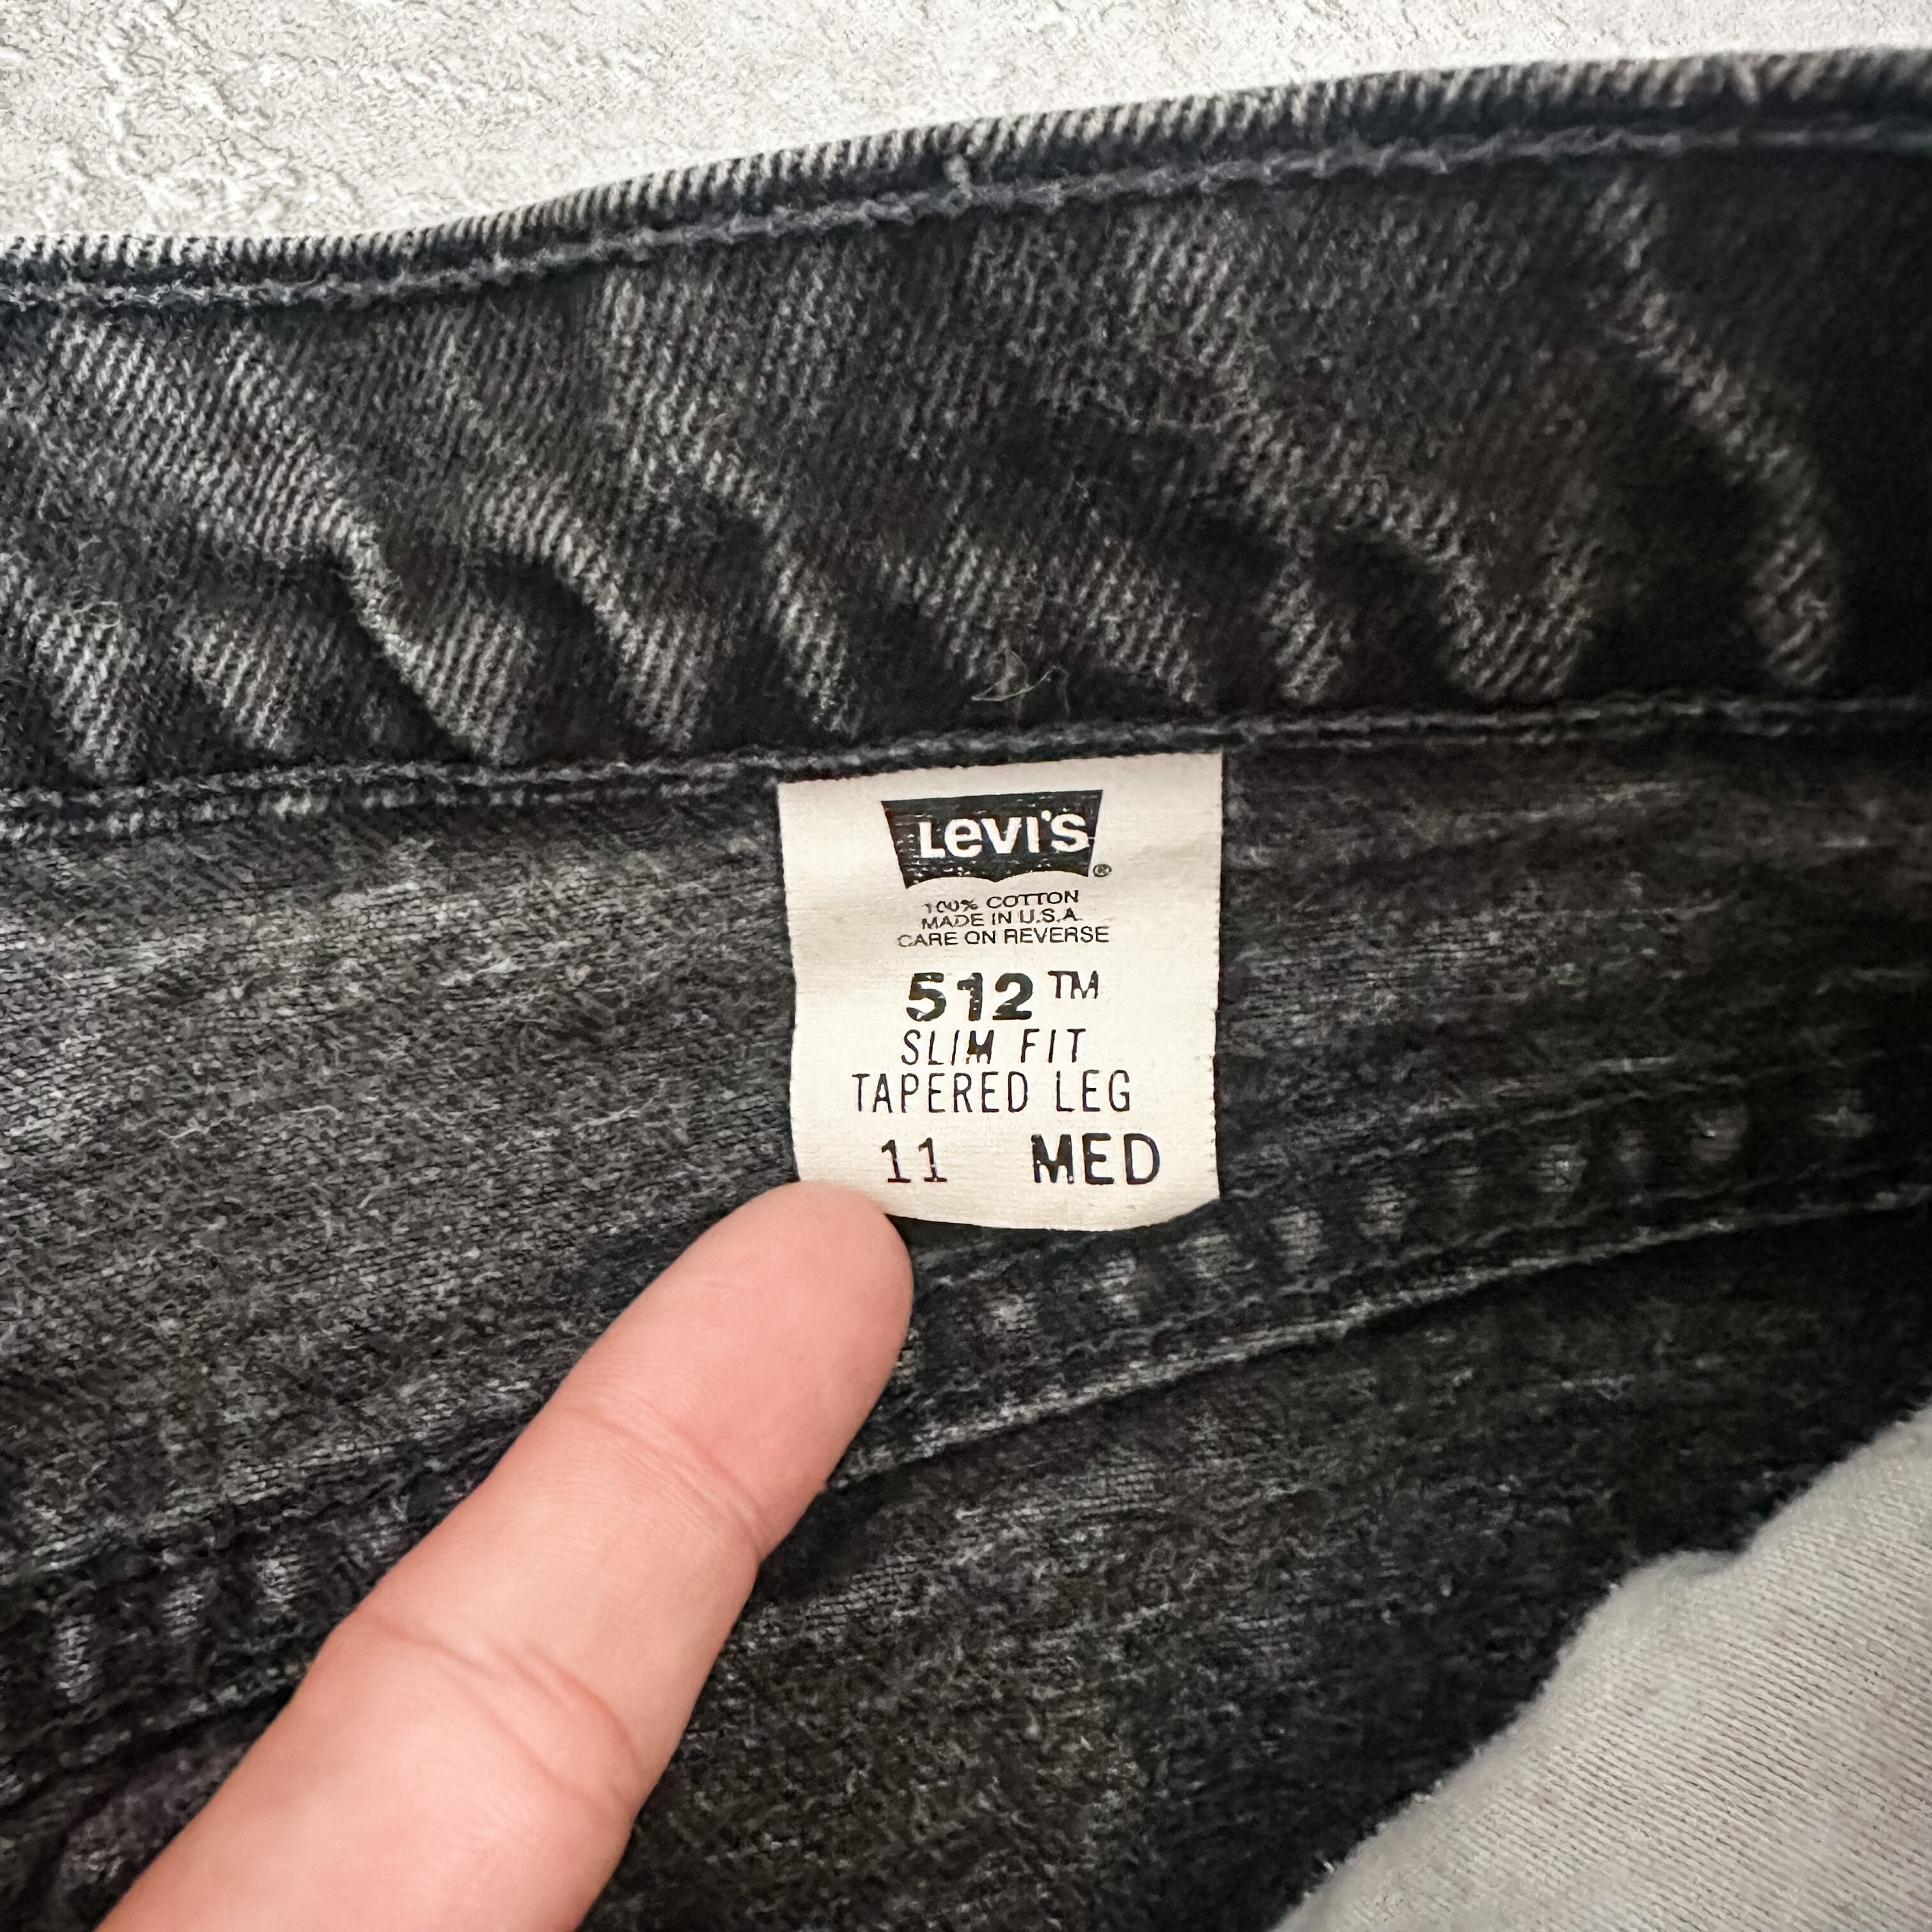 Levi's®
100% COTTON
MADE IN U.S.A.
CARE ON REVERSE
512™
SLIM FIT
TAPERED LEG
11 MED